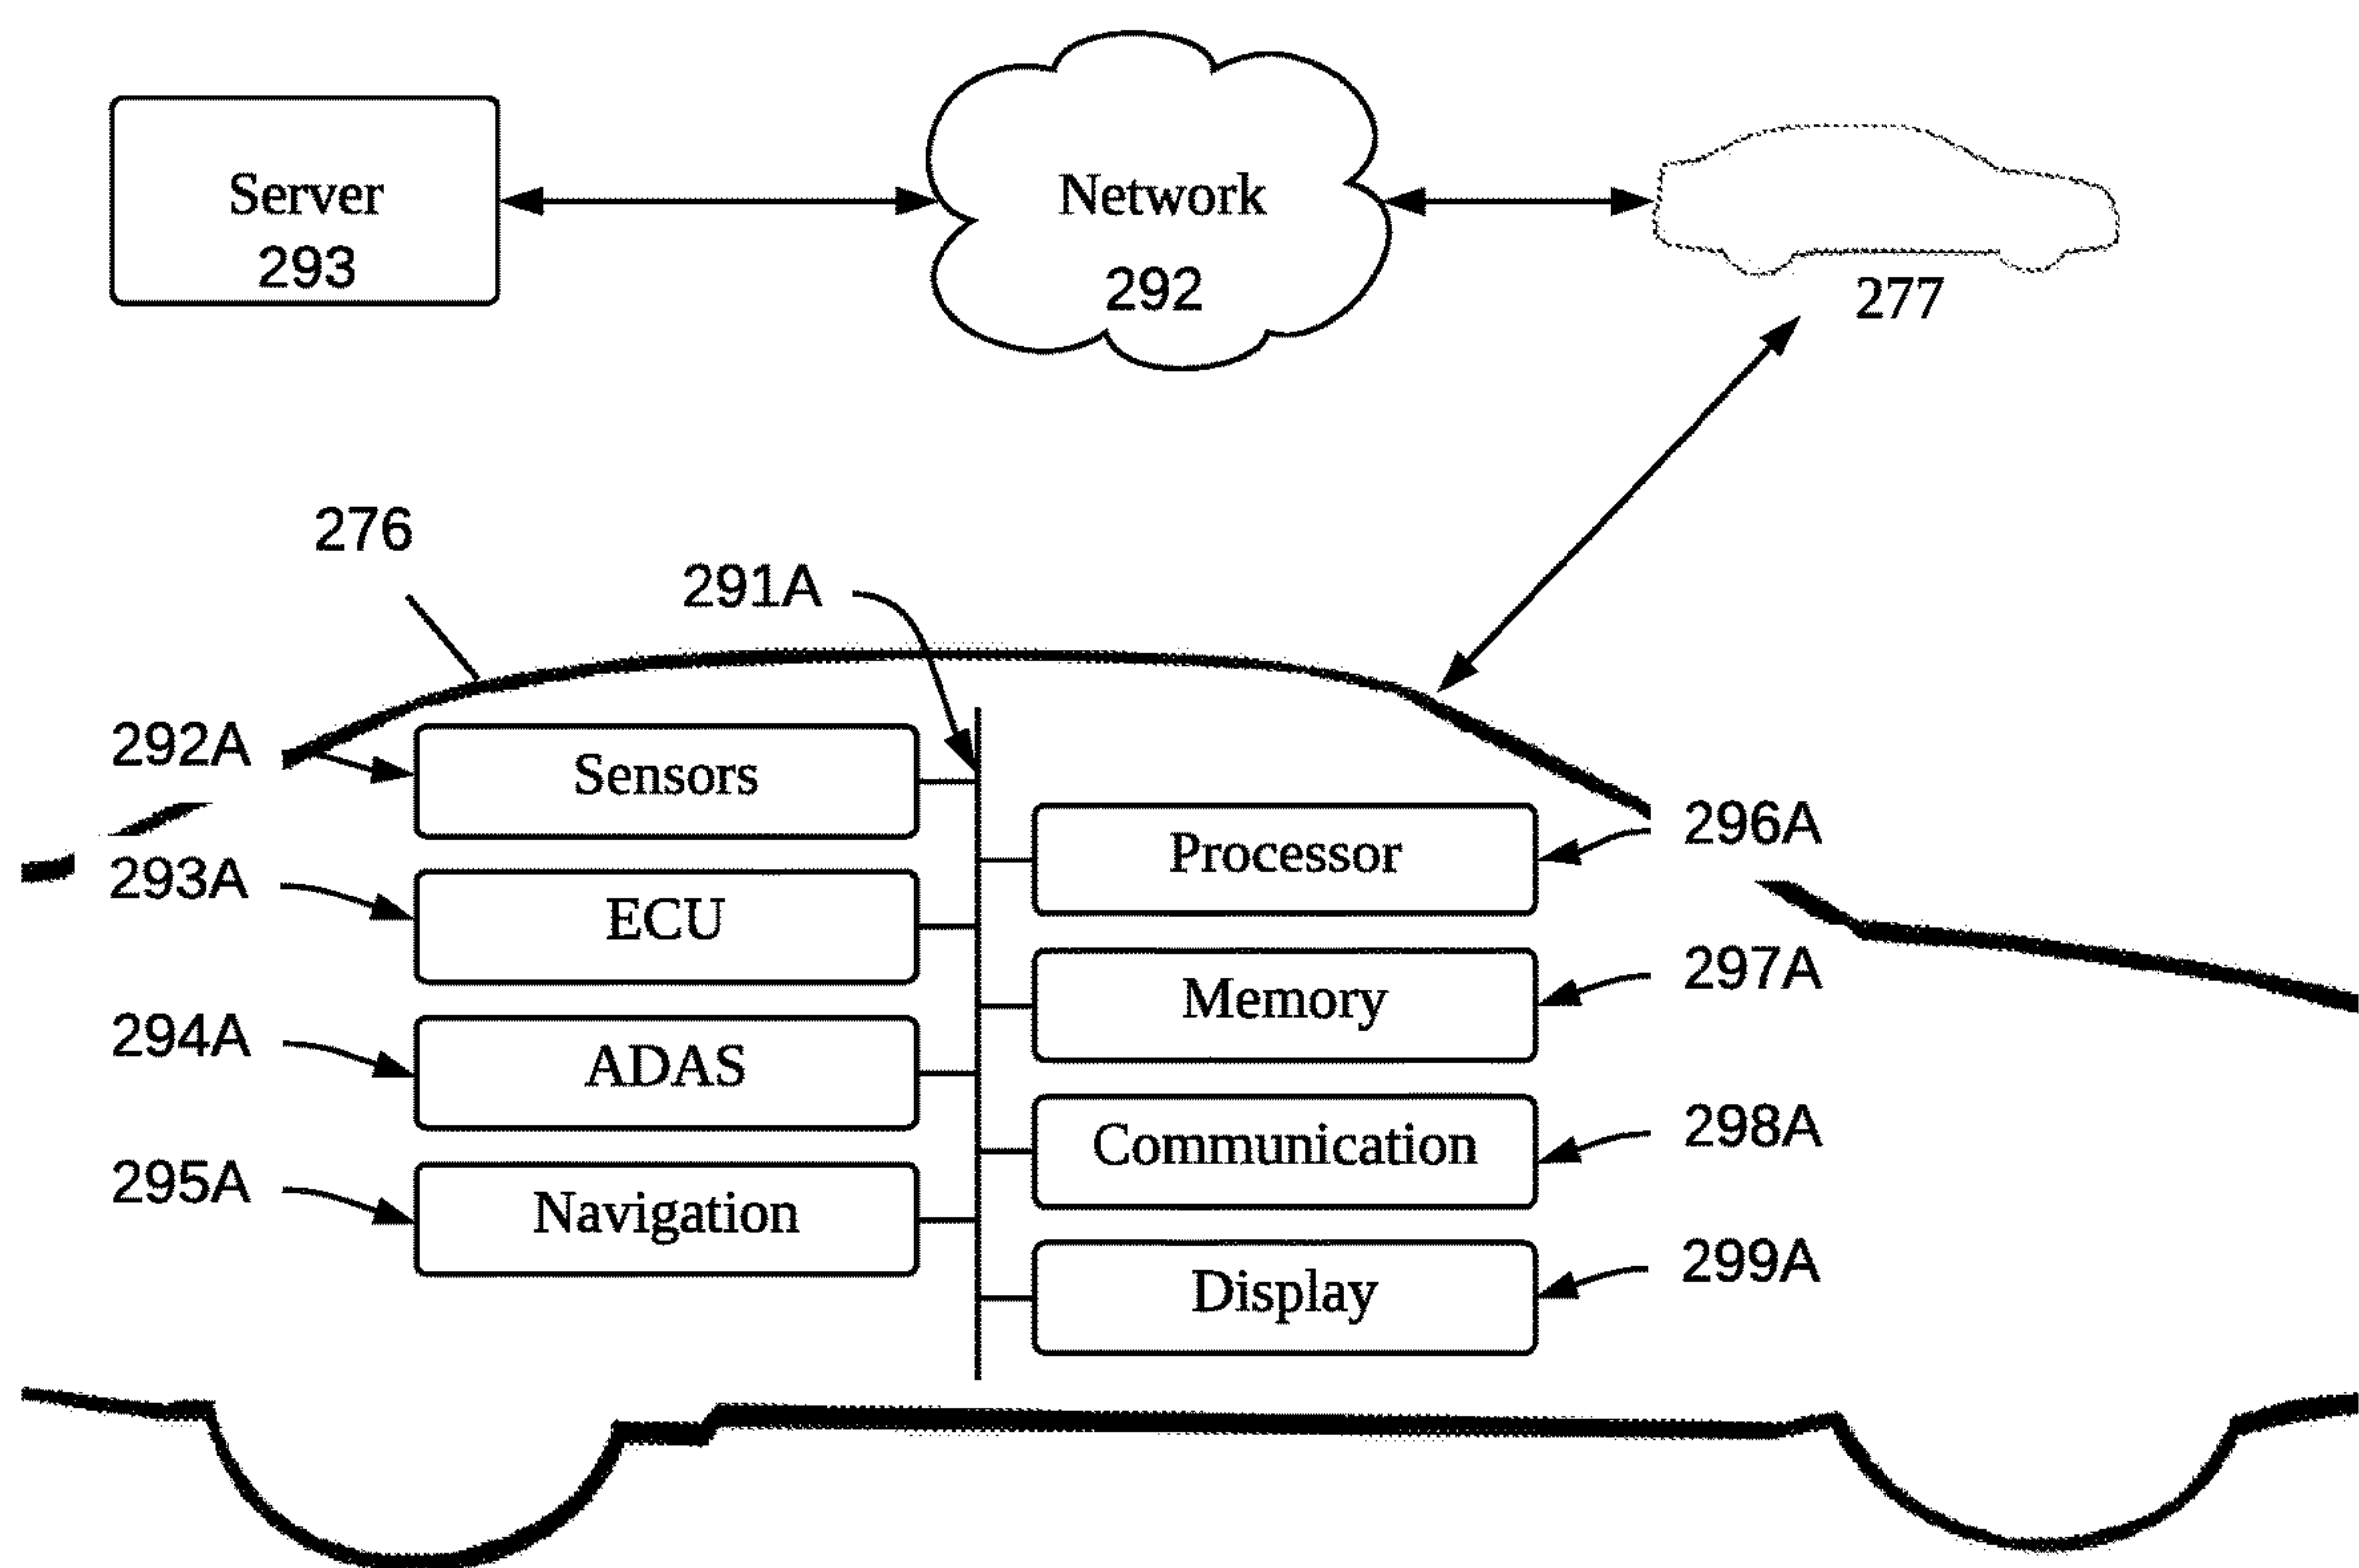 Server
293
Network
292
277
276
291A
292A
Sensors
293A
ECU
294A
ADAS
295A
Navigation
Processor
296A
Memory
297A
Communication
298A
Display
299A